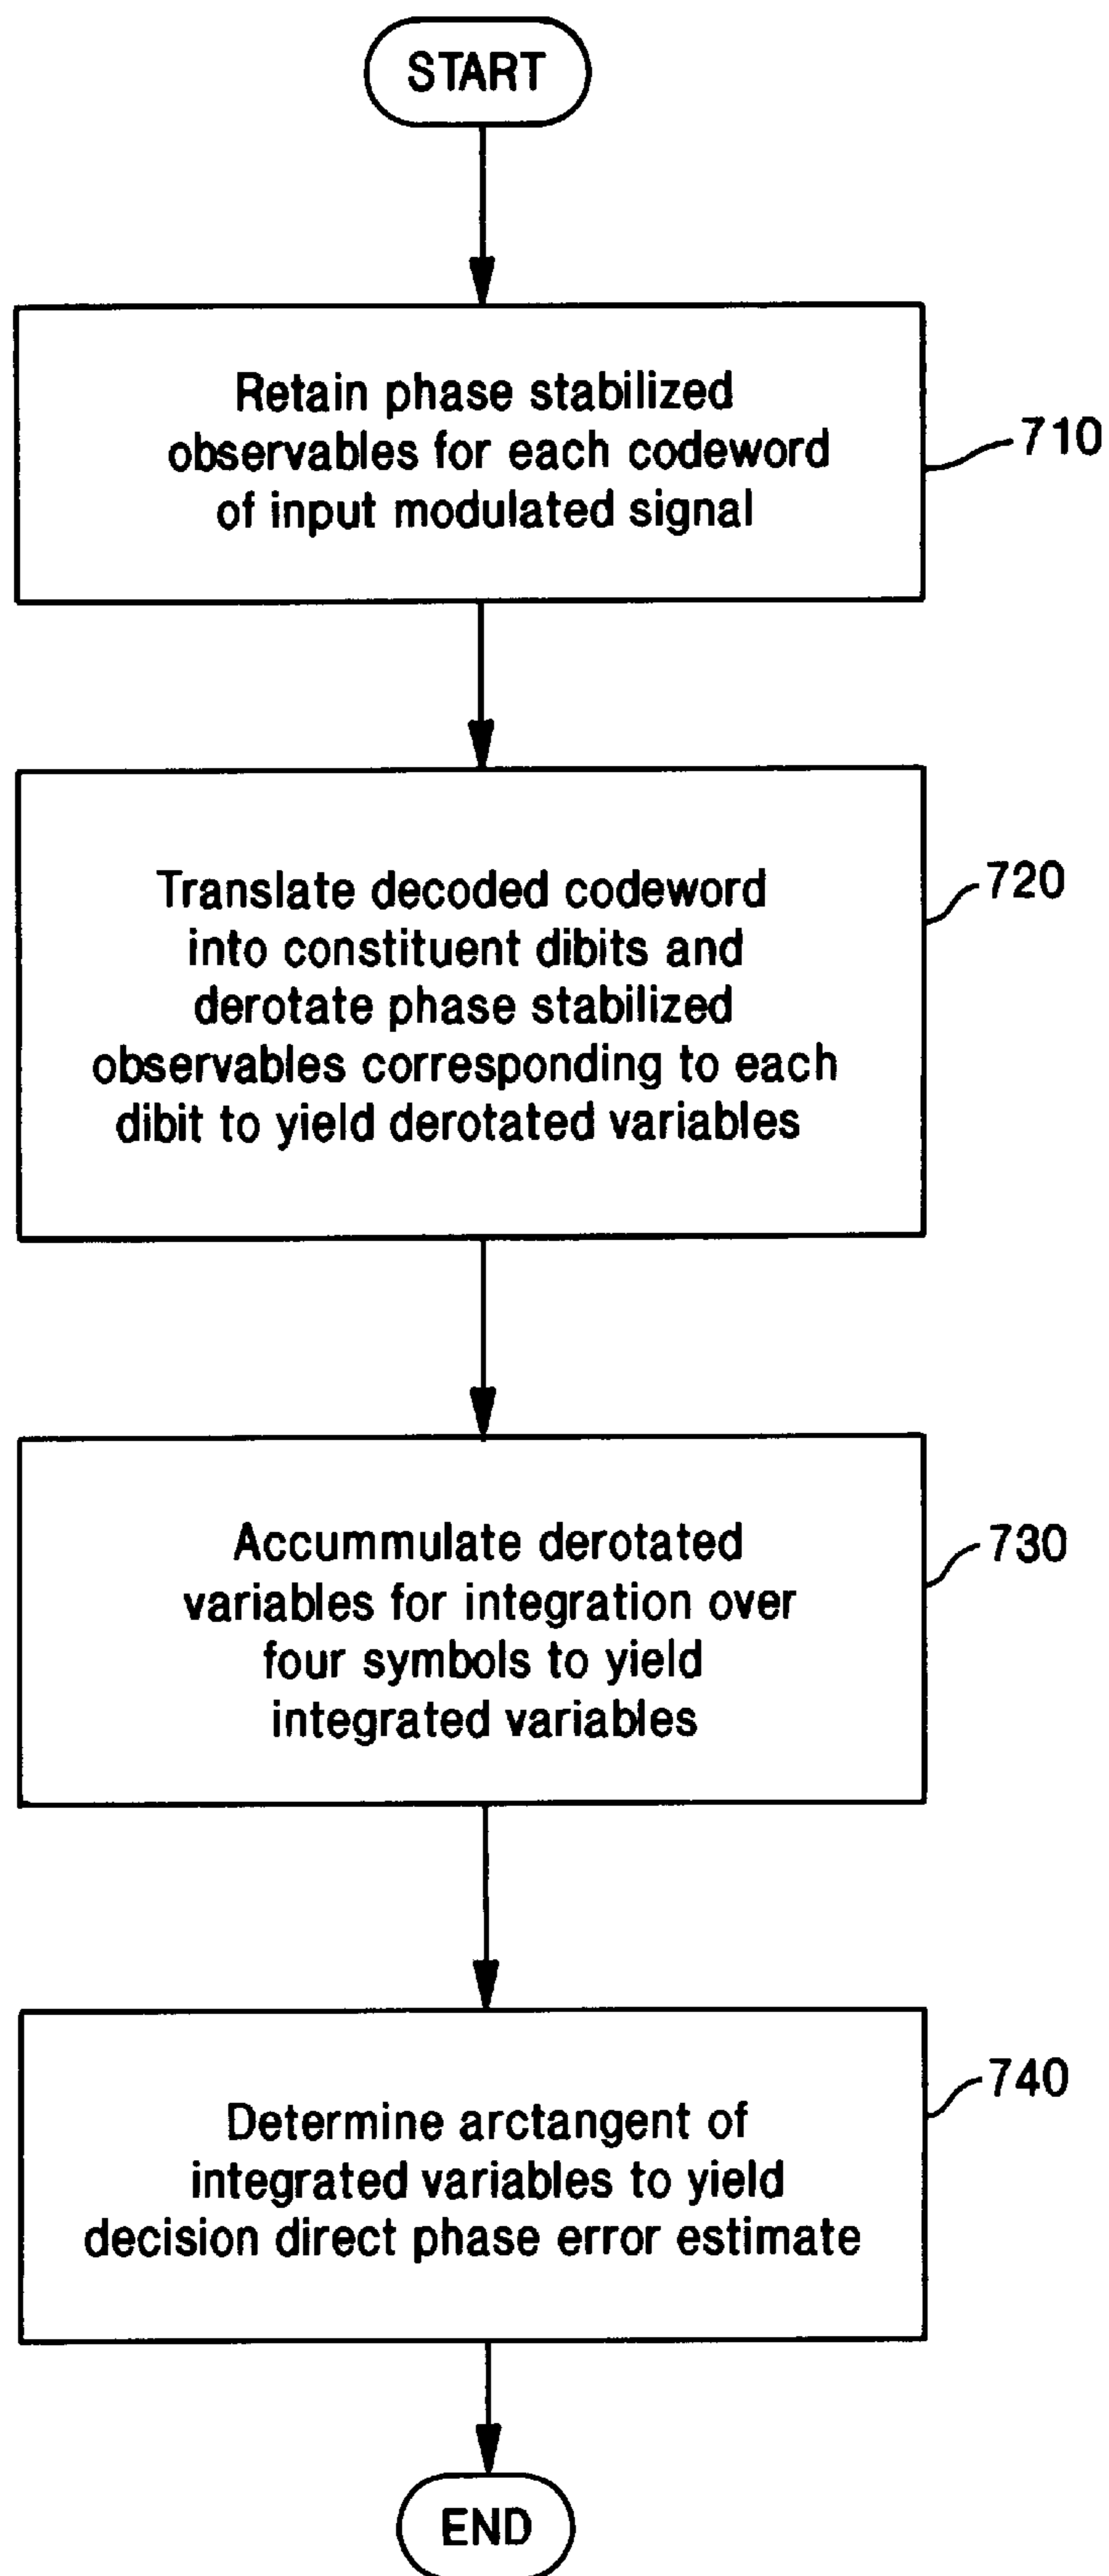 START
Retain phase stabilized
observables for each codeword
of input modulated signal
710
Translate decoded codeword
into constituent dibits and
derotate phase stabilized
observables corresponding to each
dibit to yield derotated variables
720
Accummulate derotated
variables for integration over
four symbols to yield
integrated variables
730
Determine arctangent of
integrated variables to yield
decision direct phase error estimate
740
END